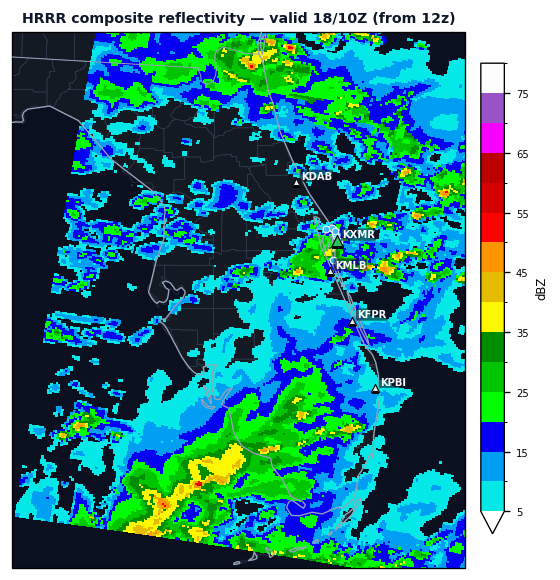 HRRR composite reflectivity — valid 18/10Z (from 12z)
KDAB
KXMR
KMLB
KFPR
KPBI
75
65
55
45
35
25
15
5
dBZ